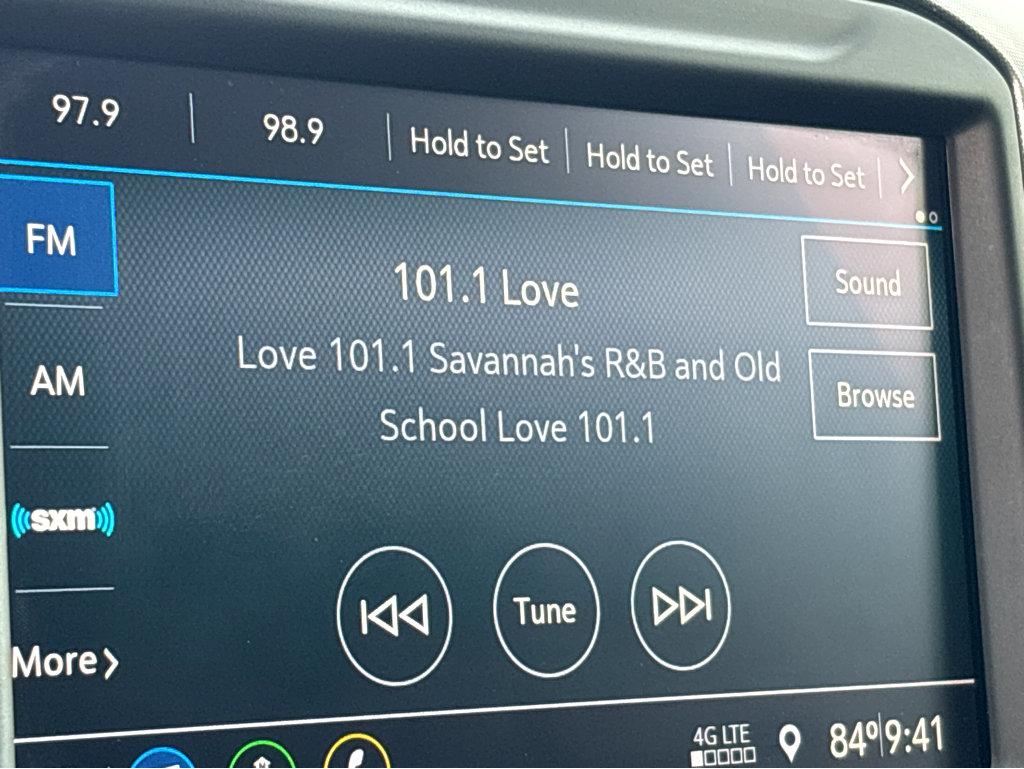 97.9
98.9
Hold to Set
Hold to Set
Hold to Set
FM
101.1 Love
Sound
Love 101.1 Savannah's R&B and Old
School Love 101.1
AM
Browse
sxm
Tune
More
4G LTE
84° 9:41